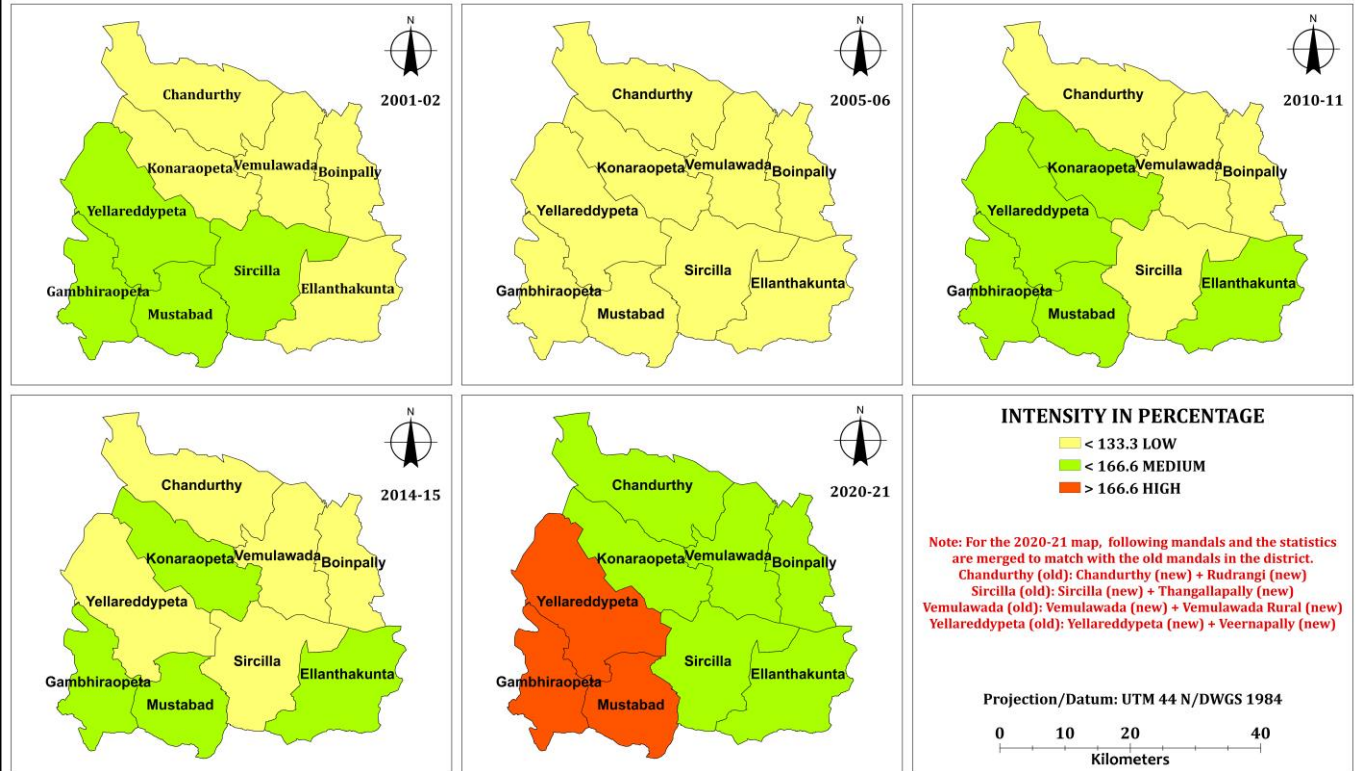 N
2001-02
Chandurthy
Konaraopeta
Vemulawada
Boinpally
Yellareddypeta
Sircilla
Gambhiraopeta
Mustabad
Ellanthakunta
N
2005-06
Chandurthy
Konaraopeta
Vemulawada
Boinpally
Yellareddypeta
Sircilla
Ellanthakunta
Gambhiraopeta
Mustabad
N
2010-11
Chandurthy
Konaraopeta
Vemulawada
Boinpally
Yellareddypeta
Sircilla
Ellanthakunta
Gambhiraopeta
Mustabad
N
2014-15
Chandurthy
Konaraopeta
Vemulawada
Boinpally
Yellareddypeta
Sircilla
Ellanthakunta
Gambhiraopeta
Mustabad
N
2020-21
Chandurthy
Konaraopeta
Vemulawada
Boinpally
Yellareddypeta
Sircilla
Ellanthakunta
Gambhiraopeta
Mustabad
INTENSITY IN PERCENTAGE
< 133.3 LOW
< 166.6 MEDIUM
> 166.6 HIGH
Note: For the 2020-21 map, following mandals and the statistics
are merged to match with the old mandals in the district.
Chandurthy (old): Chandurthy (new) + Rudrangi (new)
Sircilla (old): Sircilla (new) + Thangallapally (new)
Vemulawada (old): Vemulawada (new) + Vemulawada Rural (new)
Yellareddypeta (old): Yellareddypeta (new) + Veernapally (new)
Projection/Datum: UTM 44 N/DWGS 1984
0 10 20 40
Kilometers